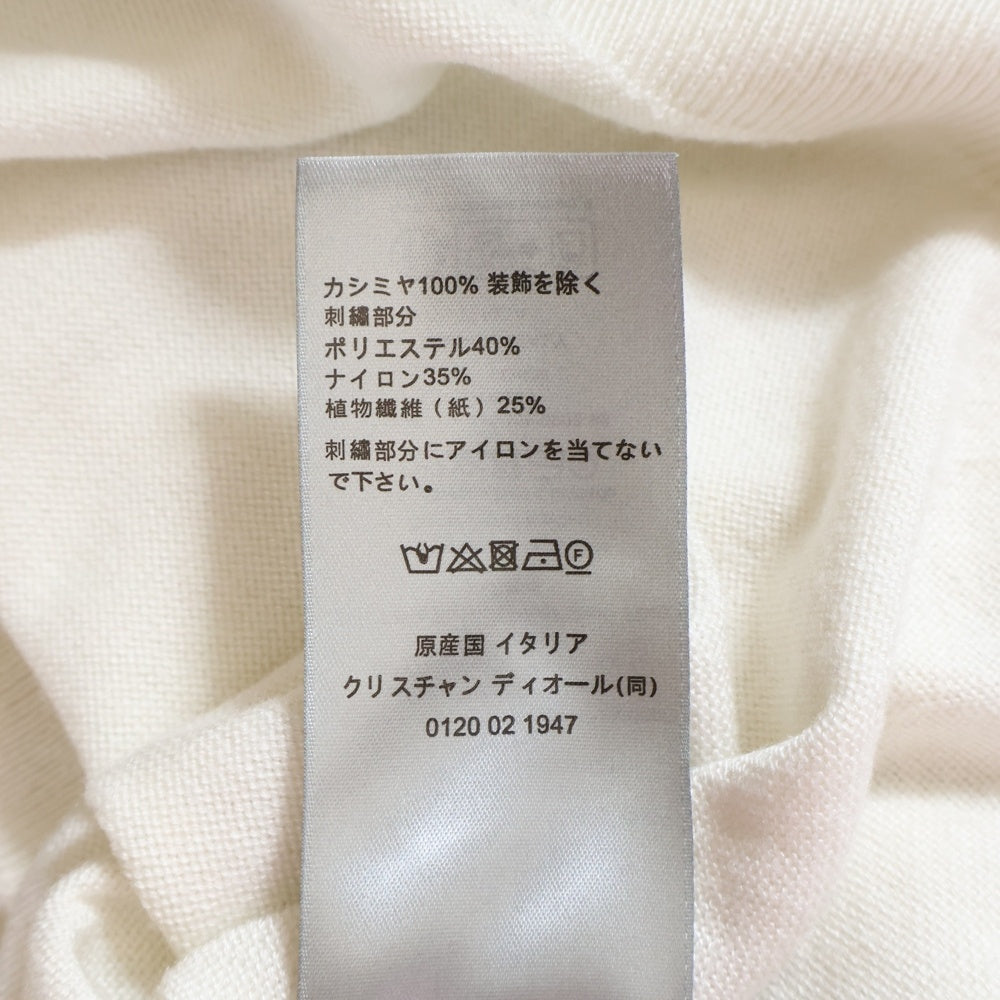 カシミヤ100% 装飾を除く
刺繍部分
ポリエステル40%
ナイロン35%
植物繊維（紙）25%
刺繍部分にアイロンを当てない
で下さい。
F
原産国 イタリア
クリスチャン ディオール(同)
0120 02 1947